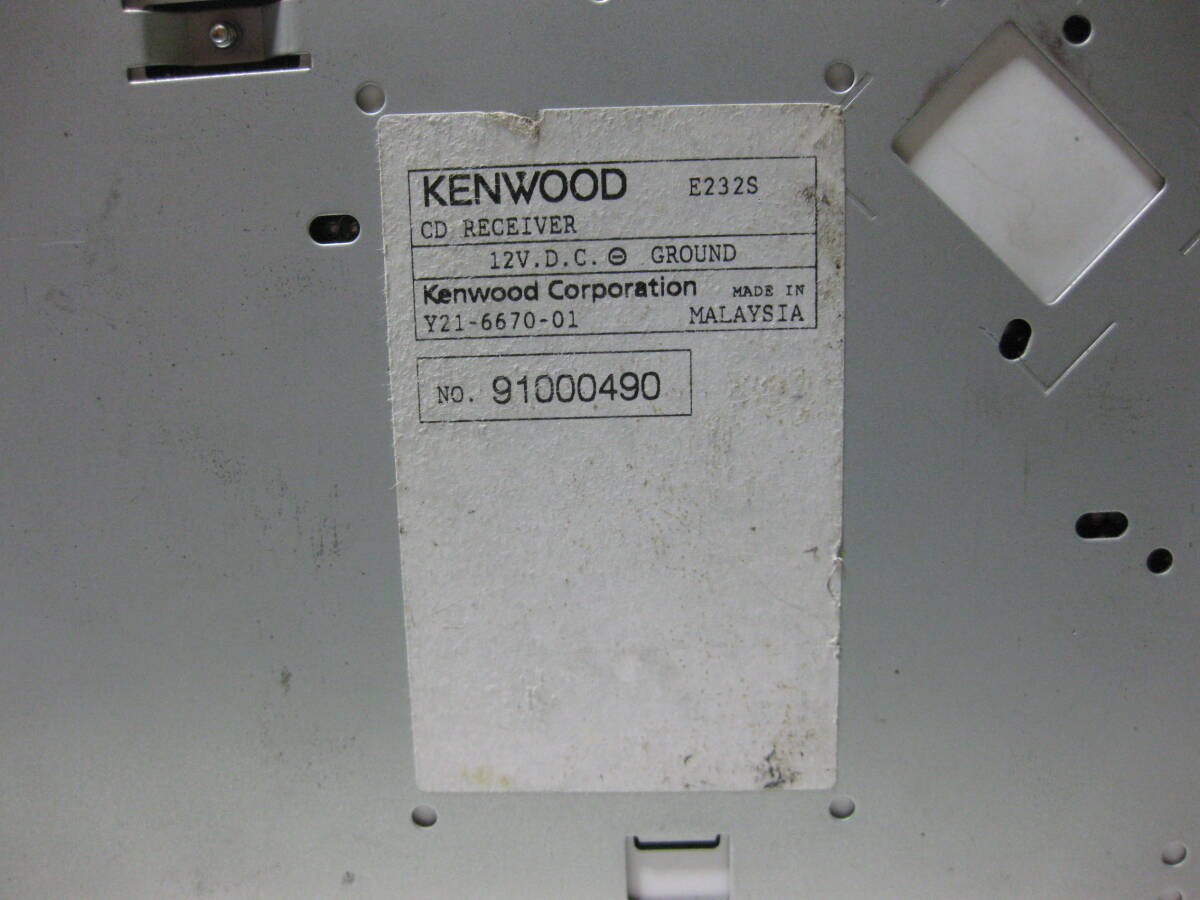 KENWOOD E232S
CD RECEIVER
12V.D.C. ⊖ GROUND
Kenwood Corporation MADE IN
Y21-6670-01 MALAYSIA
NO. 91000490